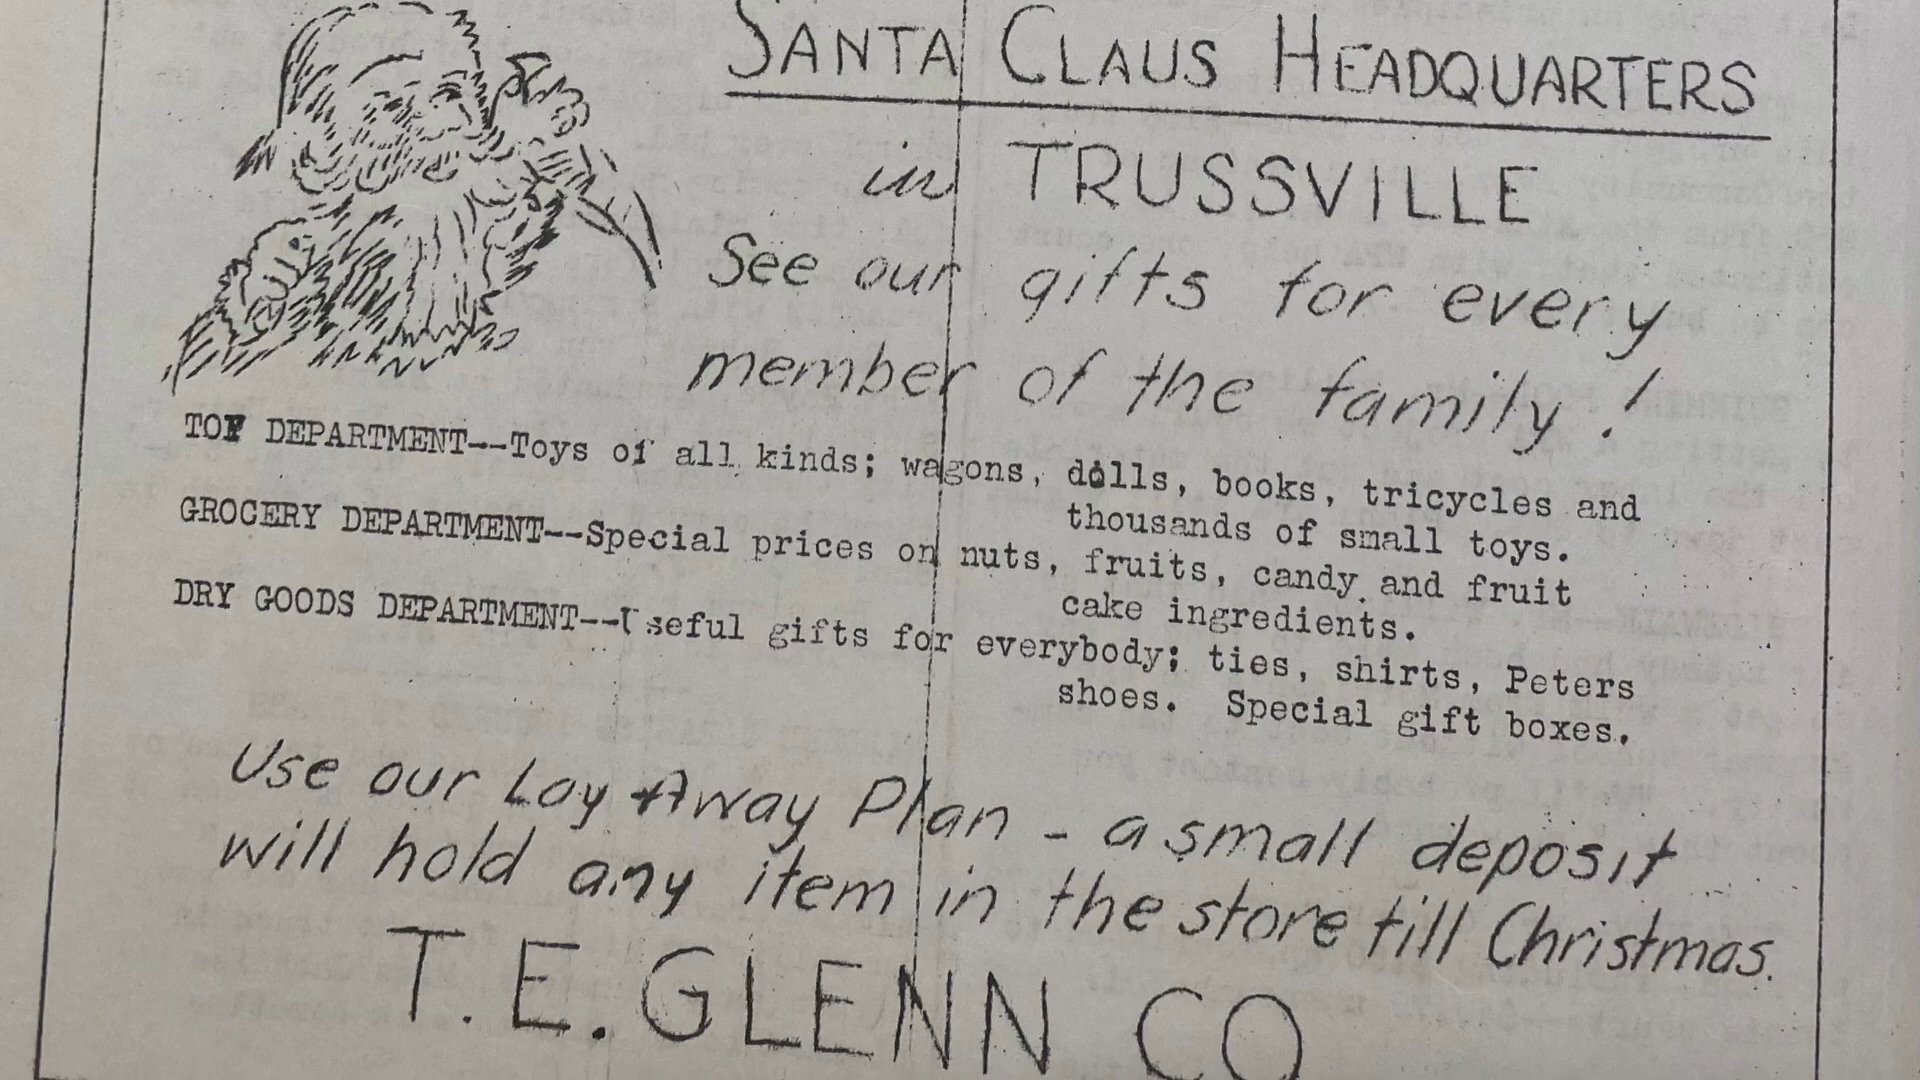 SANTA CLAUS HEADQUARTERS
in TRUSSVILLE
See our gifts for every
member of the family!
TOY DEPARTMENT--Toys of all kinds; wagons, dolls, books, tricycles and
thousands of small toys.
GROCERY DEPARTMENT--Special prices on nuts, fruits, candy and fruit
cake ingredients.
DRY GOODS DEPARTMENT--Useful gifts for everybody; ties, shirts, Peters
shoes. Special gift boxes.
Use our Lay Away Plan - a small deposit
will hold any item in the store till Christmas.
T.E. GLENN CO